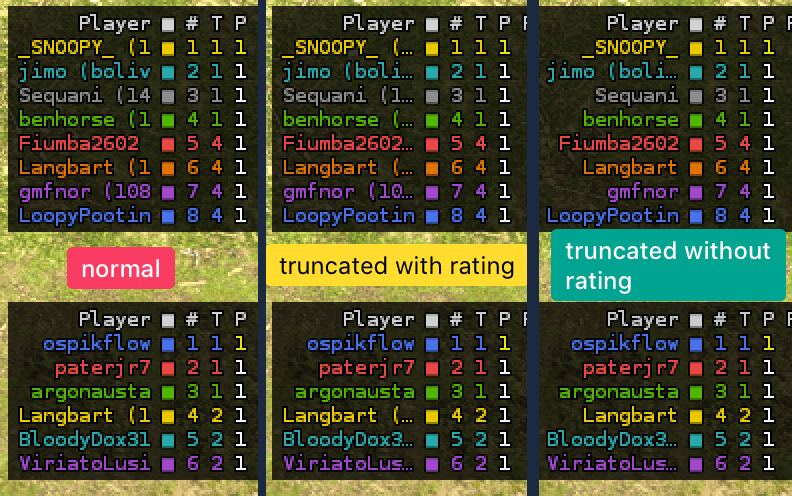 Player ■ # T P
_SNOOPY_ (1 ■ 1 1 1
jimo (boliv ■ 2 1 1
Sequani (14 ■ 3 1 1
benhorse (1 ■ 4 1 1
Fiumba2602 ■ 5 4 1
Langbart (1 ■ 6 4 1
gmfnor (108 ■ 7 4 1
LoopyPootin ■ 8 4 1
normal
Player ■ # T P
ospikflow ■ 1 1 1
paterjr7 ■ 2 1 1
argonausta ■ 3 1 1
Langbart (1 ■ 4 2 1
BloodyDox31 ■ 5 2 1
ViriatoLusi ■ 6 2 1
Player ■ # T P
_SNOOPY_ (… ■ 1 1 1
jimo (boli… ■ 2 1 1
Sequani (1… ■ 3 1 1
benhorse (… ■ 4 1 1
Fiumba2602… ■ 5 4 1
Langbart (… ■ 6 4 1
gmfnor (10… ■ 7 4 1
LoopyPootin ■ 8 4 1
truncated with rating
Player ■ # T P
ospikflow ■ 1 1 1
paterjr7 ■ 2 1 1
argonausta ■ 3 1 1
Langbart (… ■ 4 2 1
BloodyDox3… ■ 5 2 1
ViriatoLus… ■ 6 2 1
Player ■ # T P
_SNOOPY_ ■ 1 1 1
jimo (boli… ■ 2 1 1
Sequani ■ 3 1 1
benhorse ■ 4 1 1
Fiumba2602 ■ 5 4 1
Langbart ■ 6 4 1
gmfnor ■ 7 4 1
LoopyPootin ■ 8 4 1
truncated without
rating
Player ■ # T P
ospikflow ■ 1 1 1
paterjr7 ■ 2 1 1
argonausta ■ 3 1 1
Langbart ■ 4 2 1
BloodyDox3… ■ 5 2 1
ViriatoLus… ■ 6 2 1